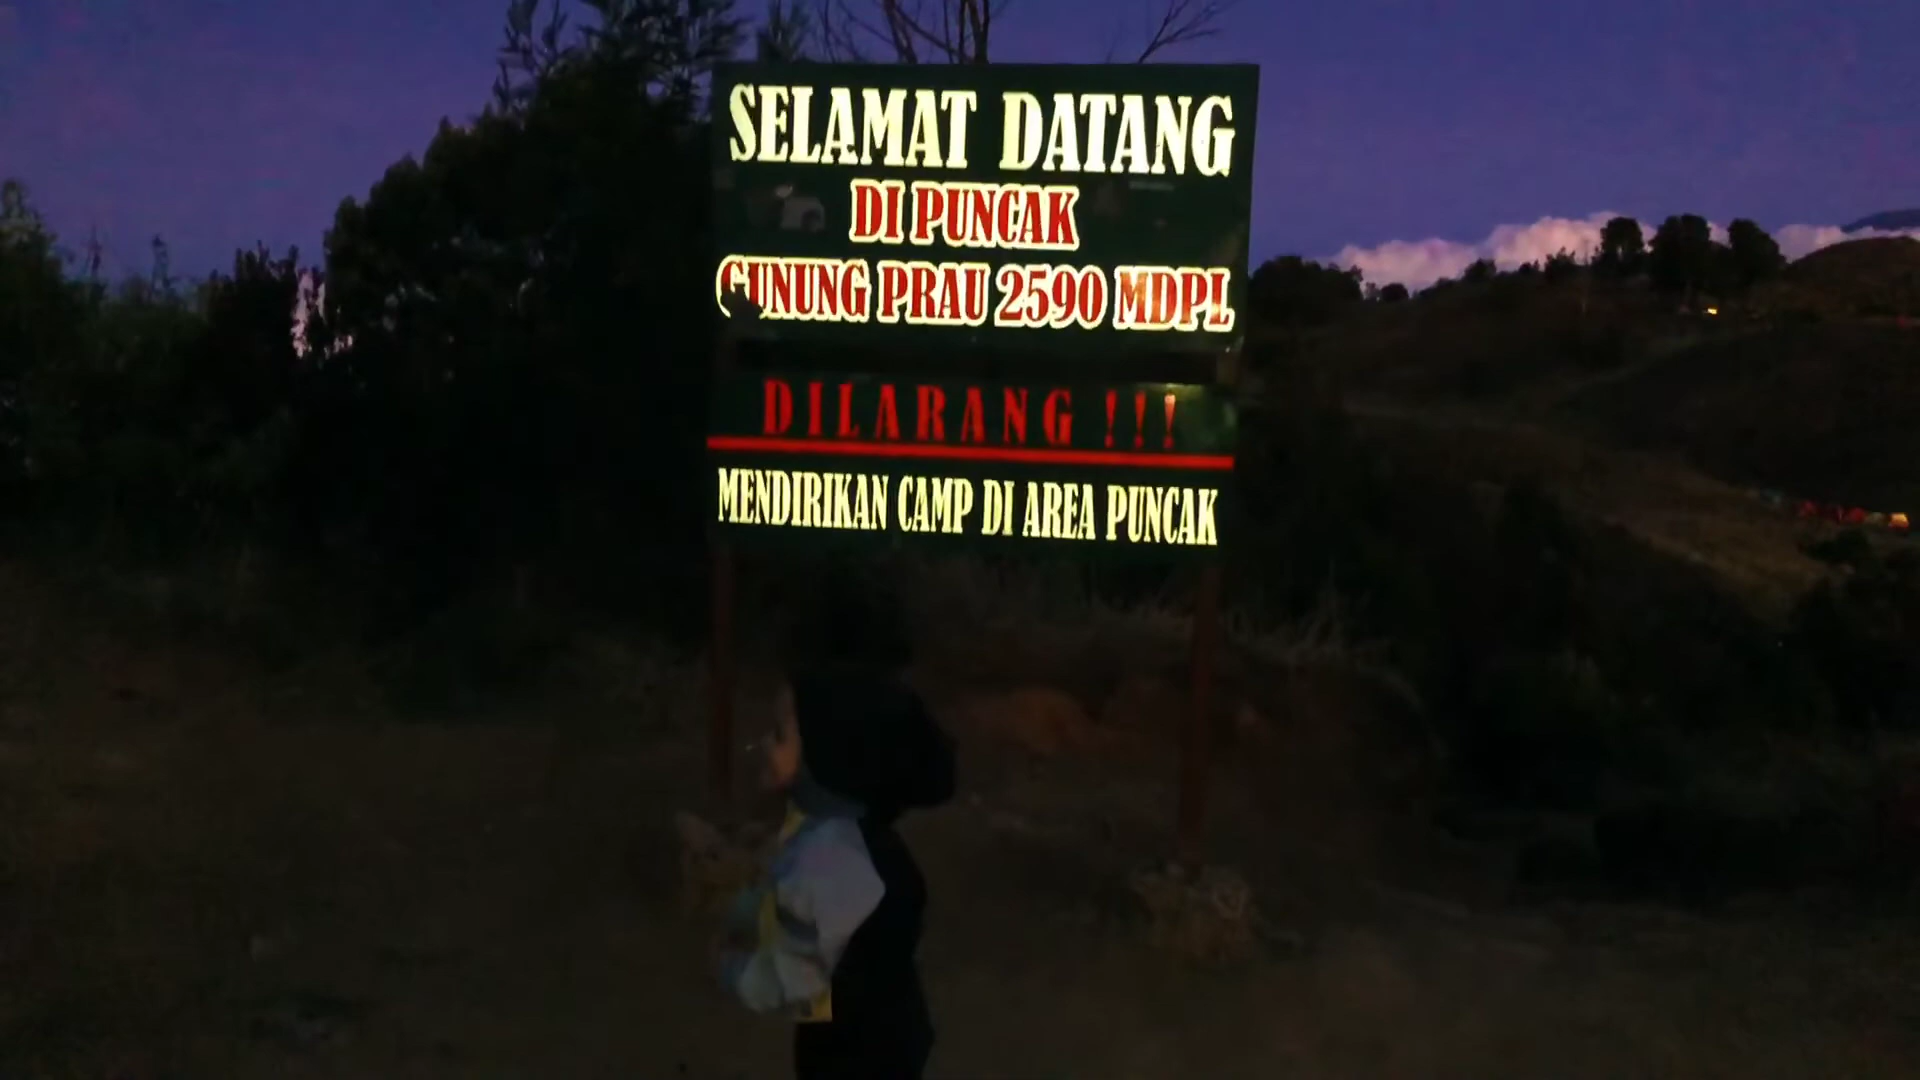 SELAMAT DATANG
DI PUNCAK
GUNUNG PRAU 2590 MDPL
DILARANG !!!
MENDIRIKAN CAMP DI AREA PUNCAK